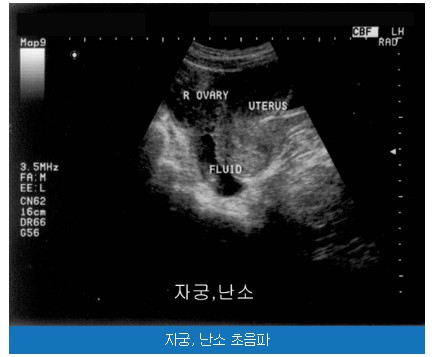 CBF LH
Map9
RAD
R OVARY
UTERUS
FLUID
3.5MHz
FA:M
EE:L
CN62
16cm
DR66
G56
자궁,난소
자궁, 난소 초음파